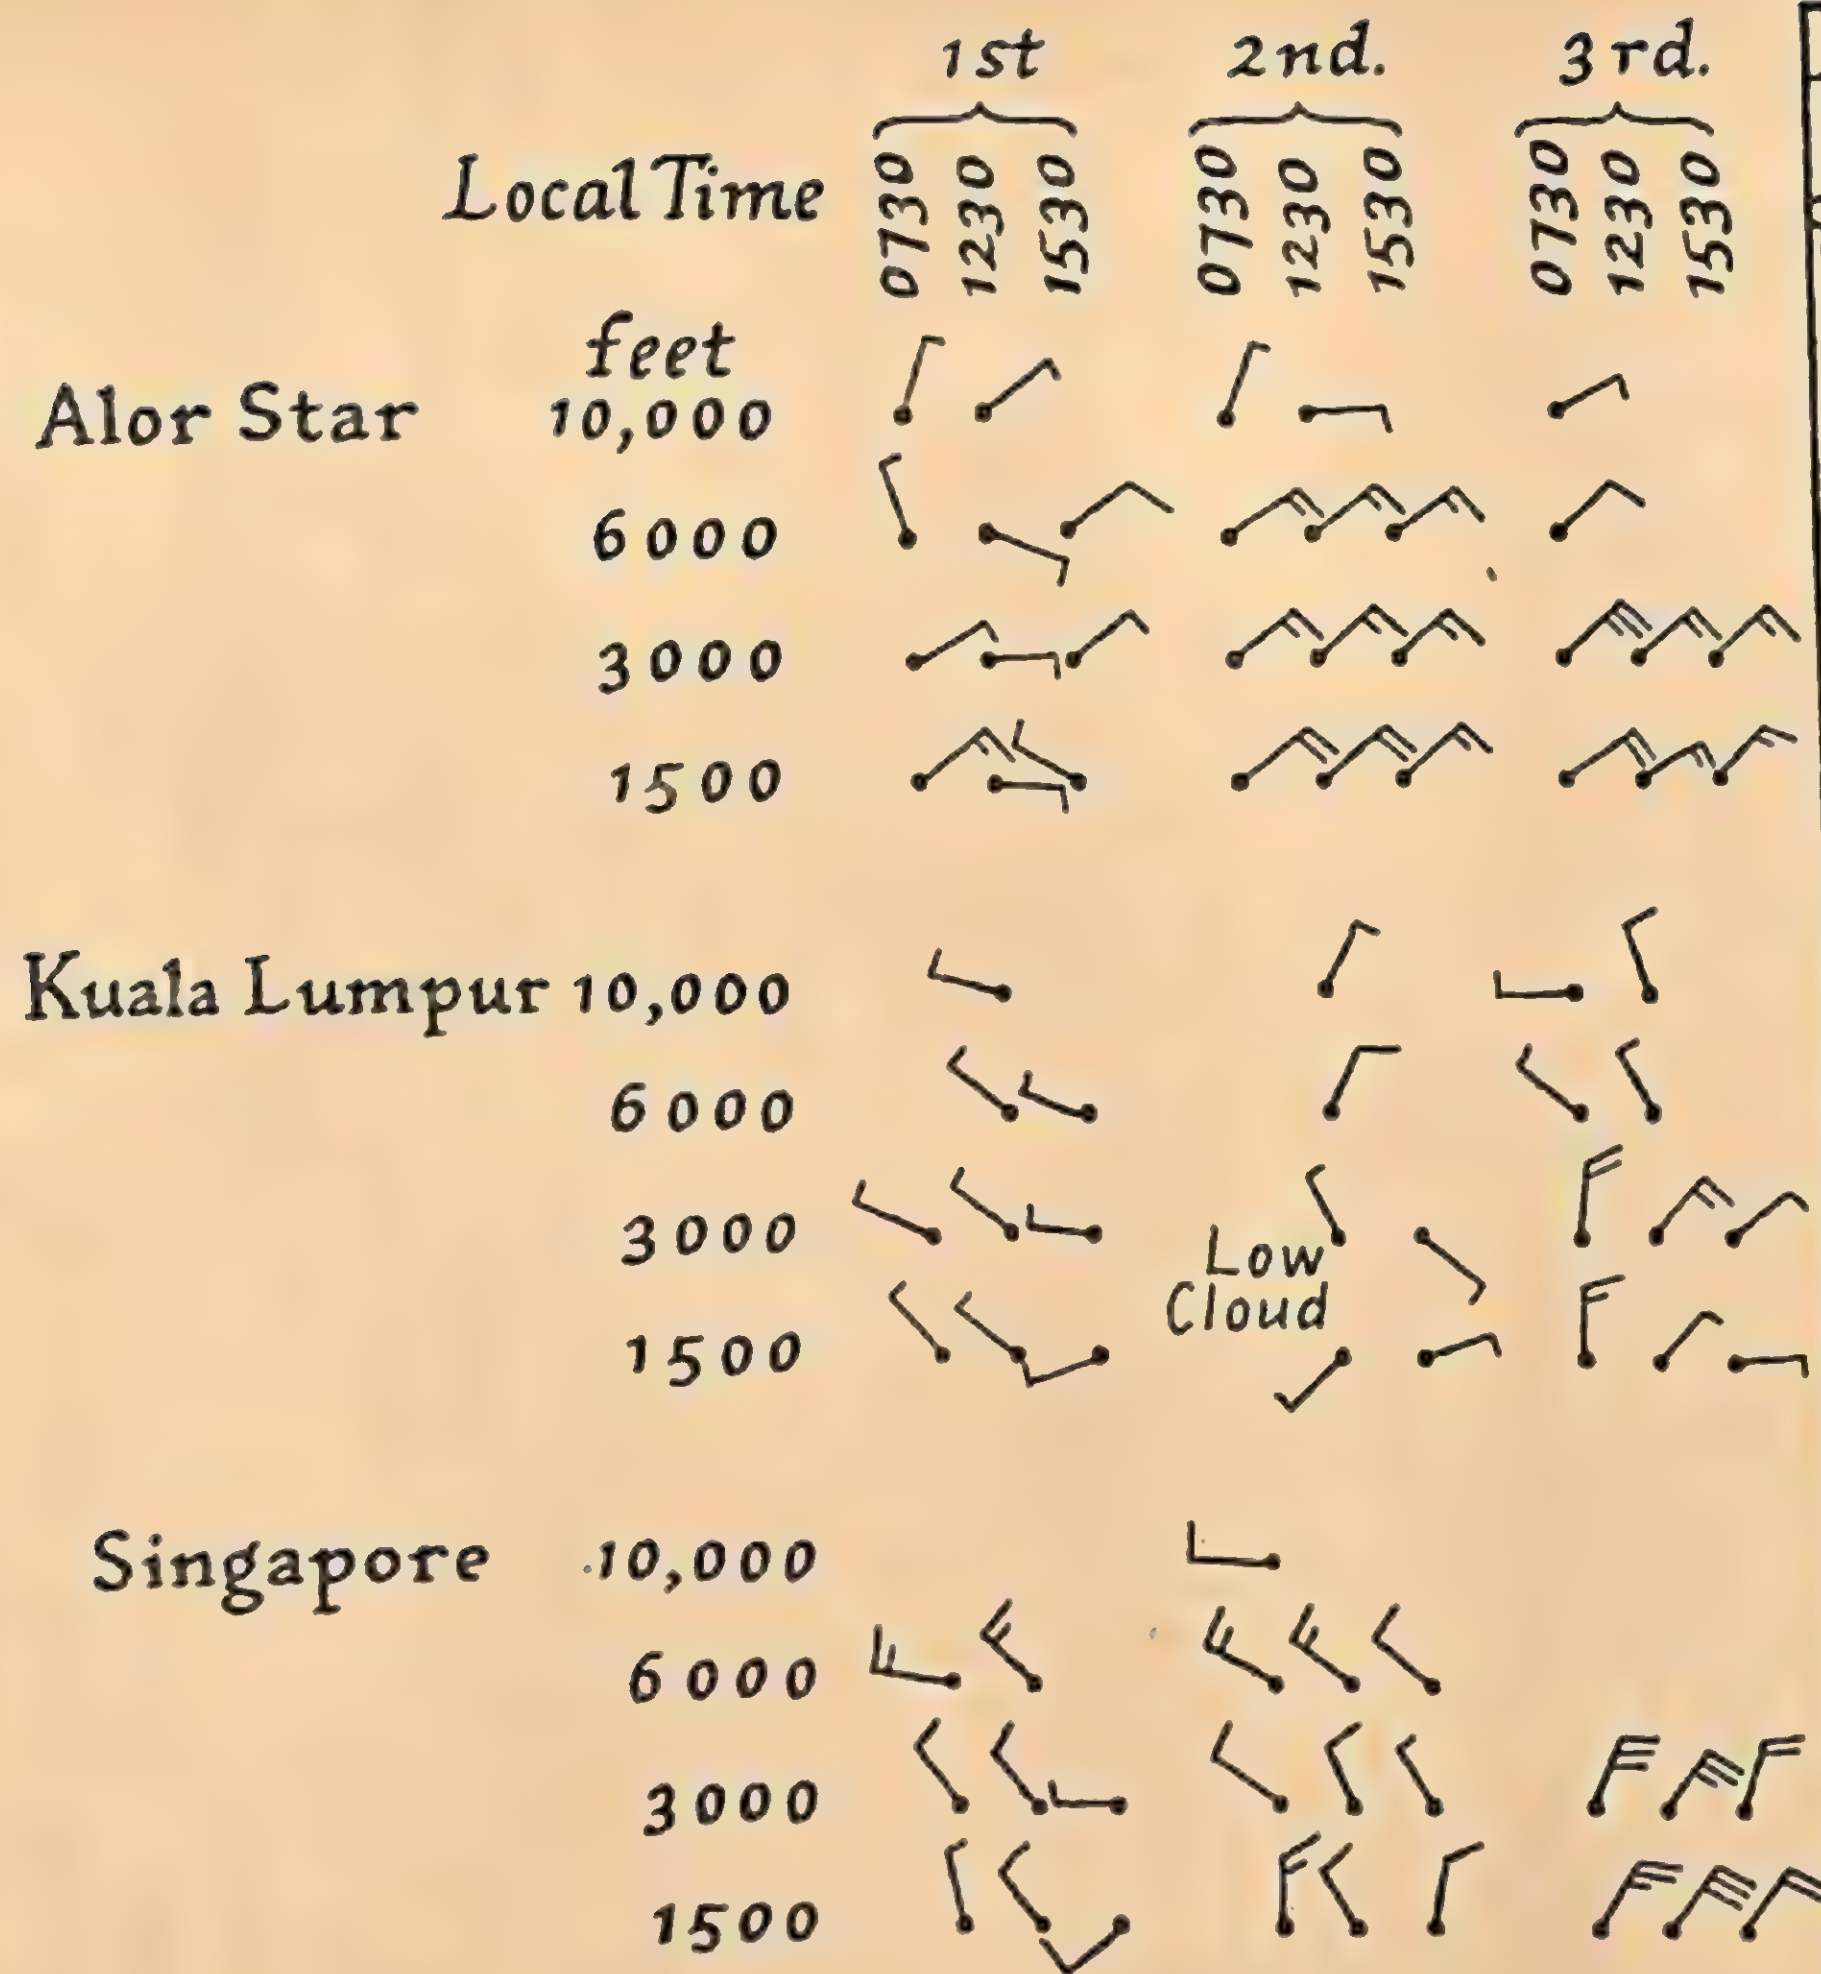 1st 2nd. 3rd.
Local Time 0730 1230 1530 0730 1230 1530 0730 1230 1530
feet
Alor Star 10,000
6000
3000
1500
Kuala Lumpur 10,000
6000
3000
Low
Cloud
1500
Singapore 10,000
6000
3000
1500